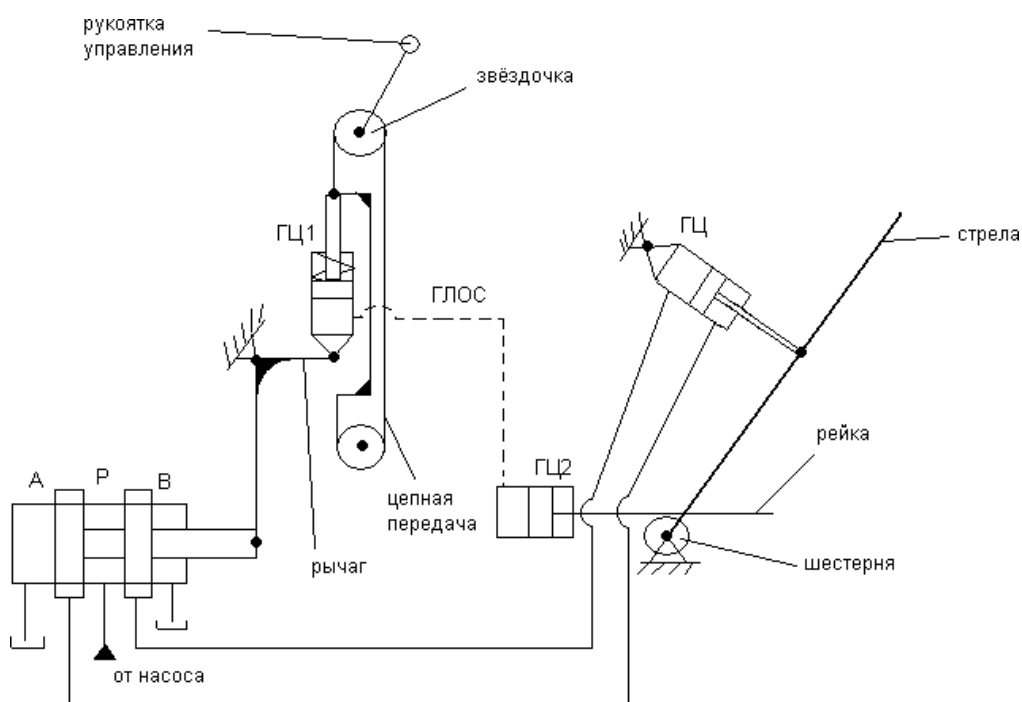 рукоятка
управления
звёздочка
ГЦ1
ГЦ
стрела
ГЛОС
рейка
A
P
B
цепная
передача
ГЦ2
рычаг
шестерня
от насоса